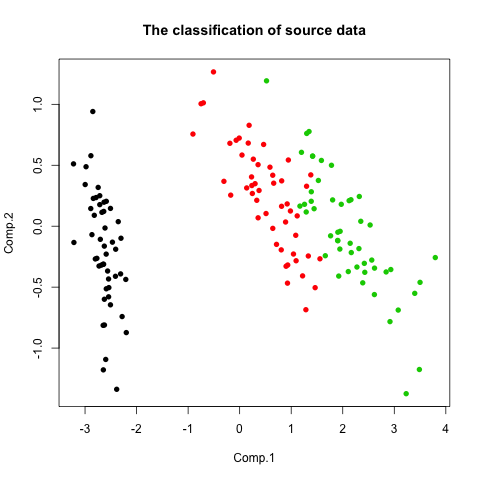 The classification of source data
Comp.2
1.0
0.5
0.0
-0.5
-1.0
-3 -2 -1 0 1 2 3 4
Comp.1